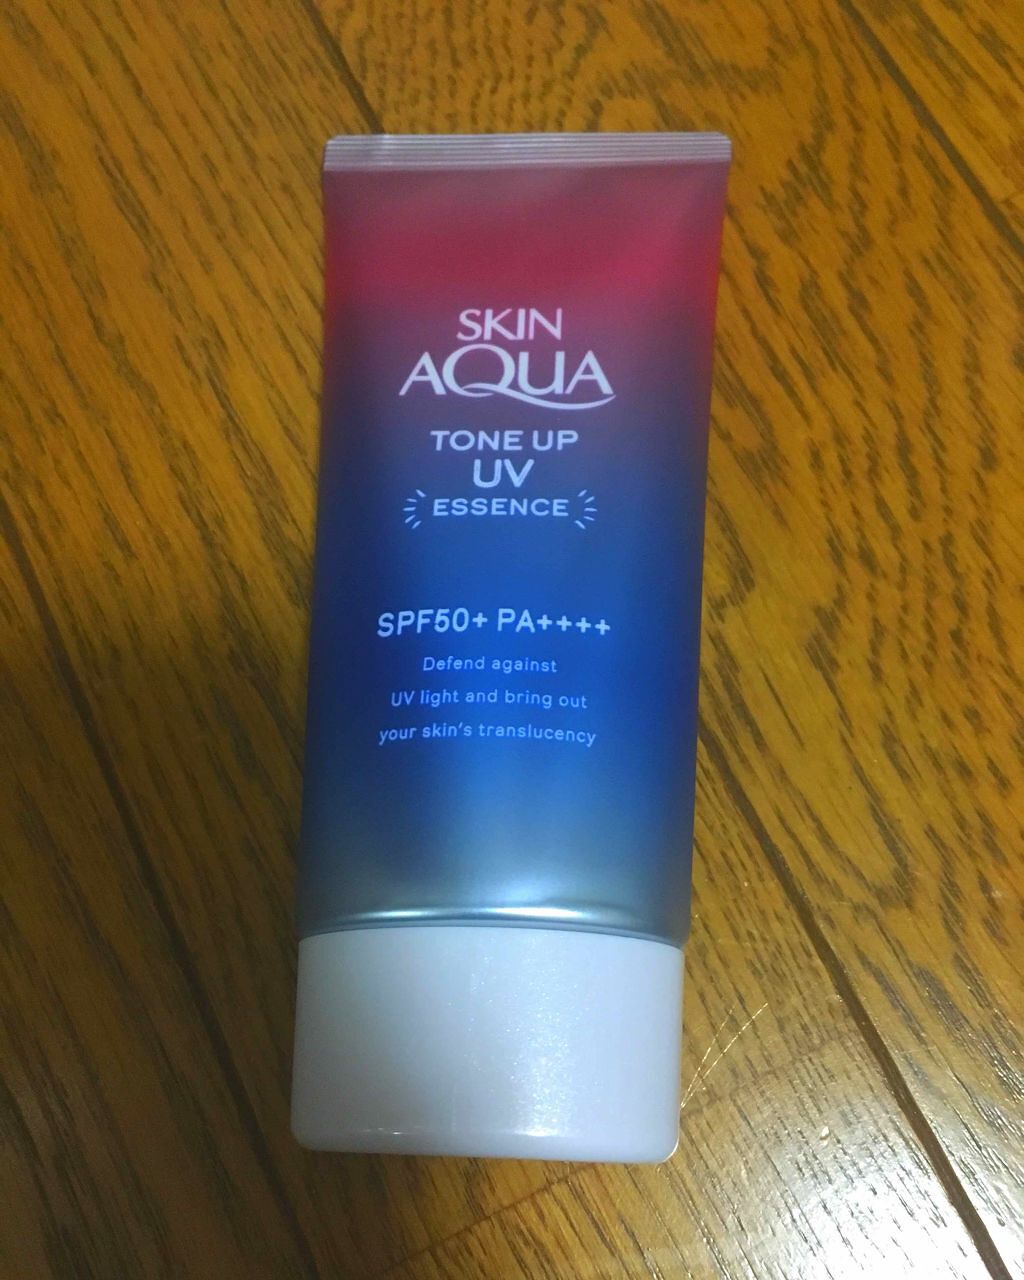 SKIN
AQUA
TONE UP
UV
ESSENCE
SPF50+ PA++++
Defend against
UV light and bring out
your skin's translucency